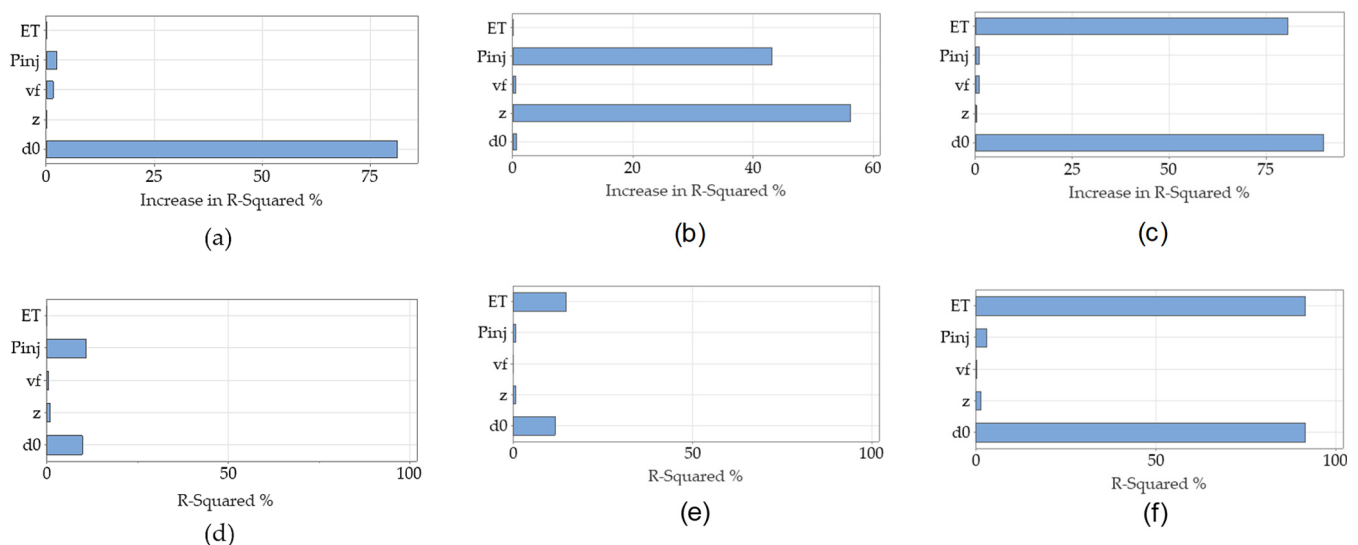 ET
Pinj
vf
z
d0
0
25
50
75
Increase in R-Squared %
(a)
ET
Pinj
vf
z
d0
0
20
40
60
Increase in R-Squared %
(b)
ET
Pinj
vf
z
d0
0
25
50
75
Increase in R-Squared %
(c)
ET
Pinj
vf
z
d0
0
50
100
R-Squared %
(d)
ET
Pinj
vf
z
d0
0
50
100
R-Squared %
(e)
ET
Pinj
vf
z
d0
0
50
100
R-Squared %
(f)